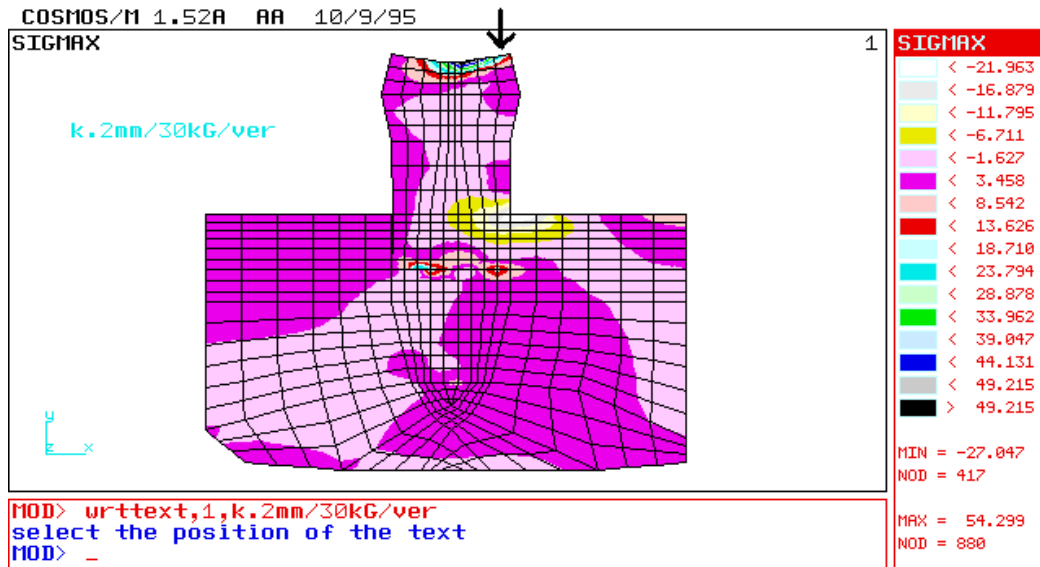 COSMOS/M 1.52A AA 10/9/95
SIGMAX 1
k.2mm/30kG/ver
y
z x
SIGMAX
< -21.963
< -16.879
< -11.795
< -6.711
< -1.627
< 3.458
< 8.542
< 13.626
< 18.710
< 23.794
< 28.878
< 33.962
< 39.047
< 44.131
< 49.215
> 49.215
MIN = -27.047
NOD = 417
MAX = 54.299
NOD = 880
MOD> wrttext,1,k.2mm/30kG/ver
select the position of the text
MOD> _